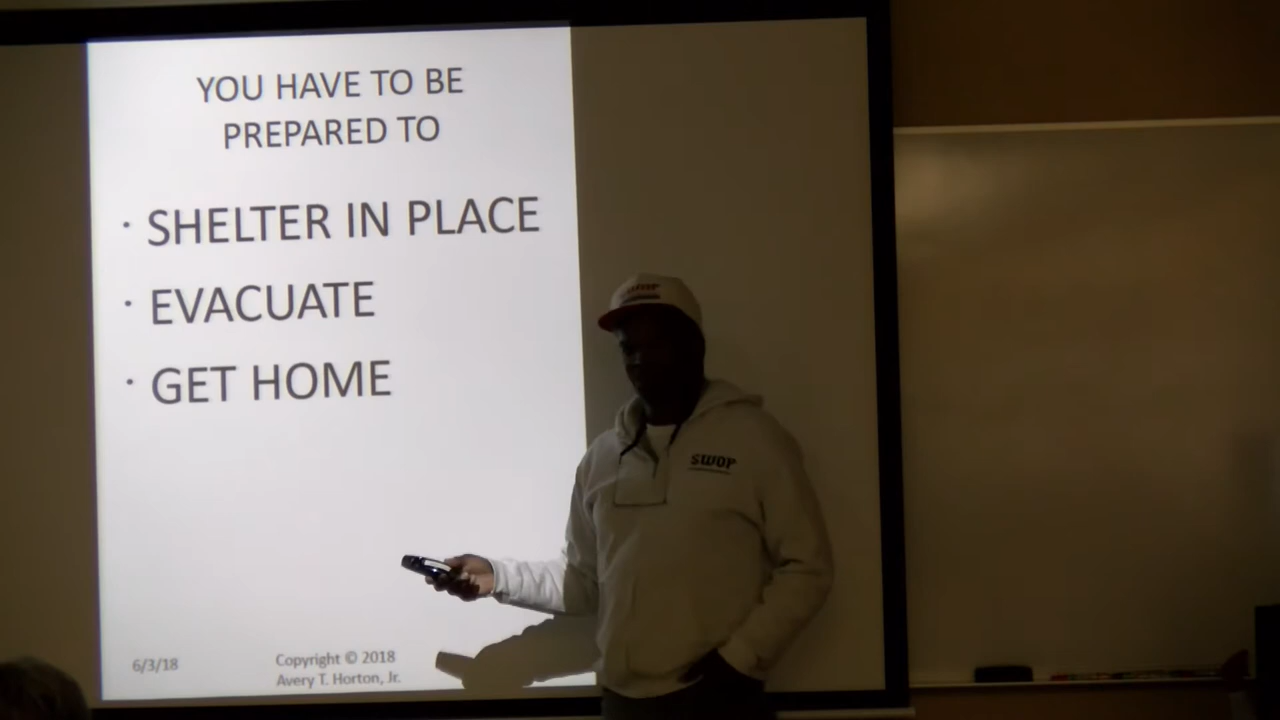 YOU HAVE TO BE
PREPARED TO
· SHELTER IN PLACE
· EVACUATE
· GET HOME
SWOP
6/3/18
Copyright © 2018
Avery T. Horton, Jr.